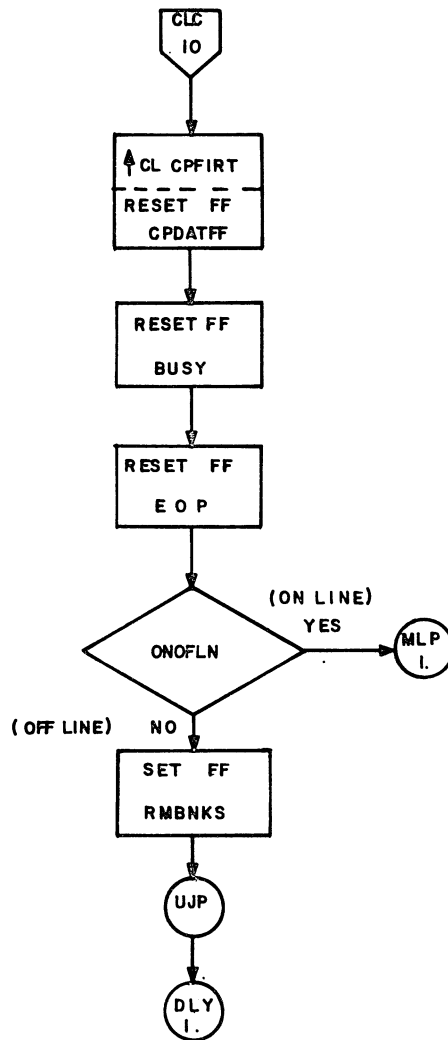 CLC
10
↑ CL CPFIRT
RESET FF
CPDATFF
RESET FF
BUSY
RESET FF
EOP
(ON LINE)
YES
ONOFLN
MLP
1.
(OFF LINE) NO
SET FF
RMBNKS
UJP
DLY
1.